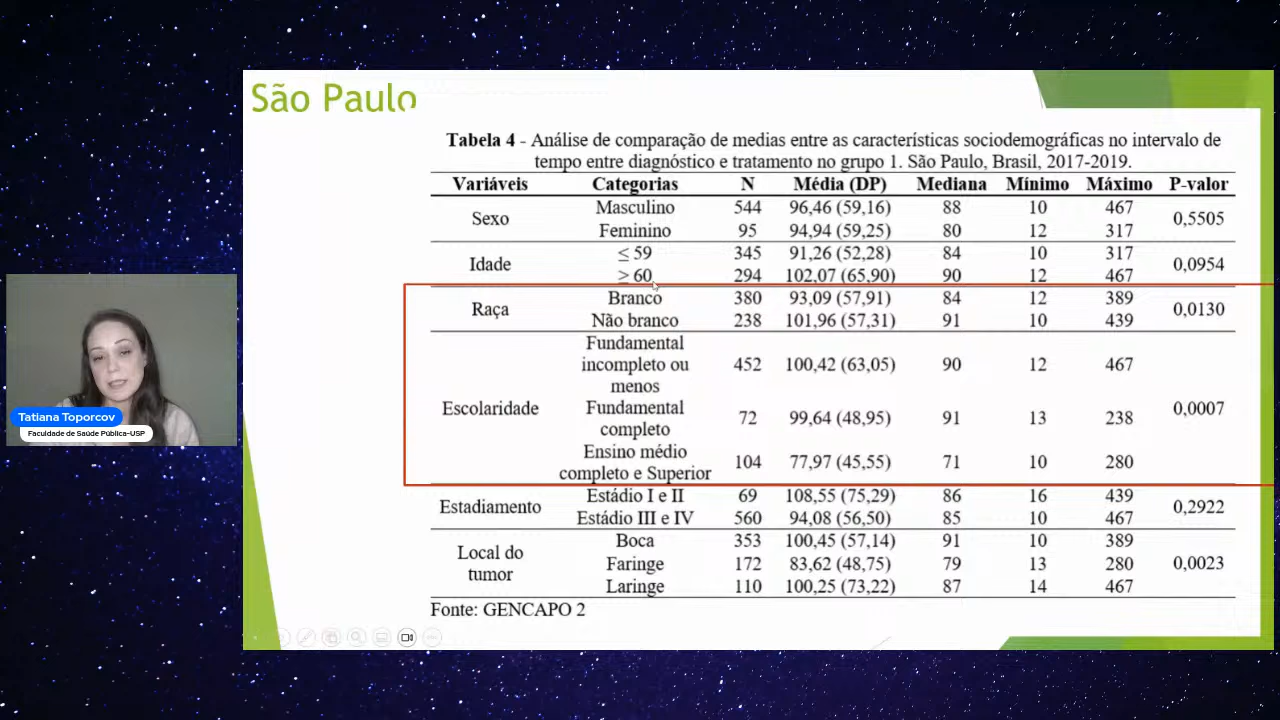 São Paulo
Tabela 4 - Análise de comparação de medias entre as características sociodemográficas no intervalo de
tempo entre diagnóstico e tratamento no grupo 1. São Paulo, Brasil, 2017-2019.
Variáveis Categorias N Média (DP) Mediana Mínimo Máximo P-valor
Sexo Masculino 544 96,46 (59,16) 88 10 467 0,5505
Feminino 95 94,94 (59,25) 80 12 317
Idade ≤ 59 345 91,26 (52,28) 84 10 317 0,0954
≥ 60 294 102,07 (65,90) 90 12 467
Raça Branco 380 93,09 (57,91) 84 12 389 0,0130
Não branco 238 101,96 (57,31) 91 10 439
Escolaridade Fundamental
incompleto ou 452 100,42 (63,05) 90 12 467 0,0007
menos
Fundamental
completo 72 99,64 (48,95) 91 13 238
Ensino médio
completo e Superior 104 77,97 (45,55) 71 10 280
Estadiamento Estádio I e II 69 108,55 (75,29) 86 16 439 0,2922
Estádio III e IV 560 94,08 (56,50) 85 10 467
Local do
tumor Boca 353 100,45 (57,14) 91 10 389 0,0023
Faringe 172 83,62 (48,75) 79 13 280
Laringe 110 100,25 (73,22) 87 14 467
Fonte: GENCAPO 2
Tatiana Toporcov
Faculdade de Saúde Pública-USP